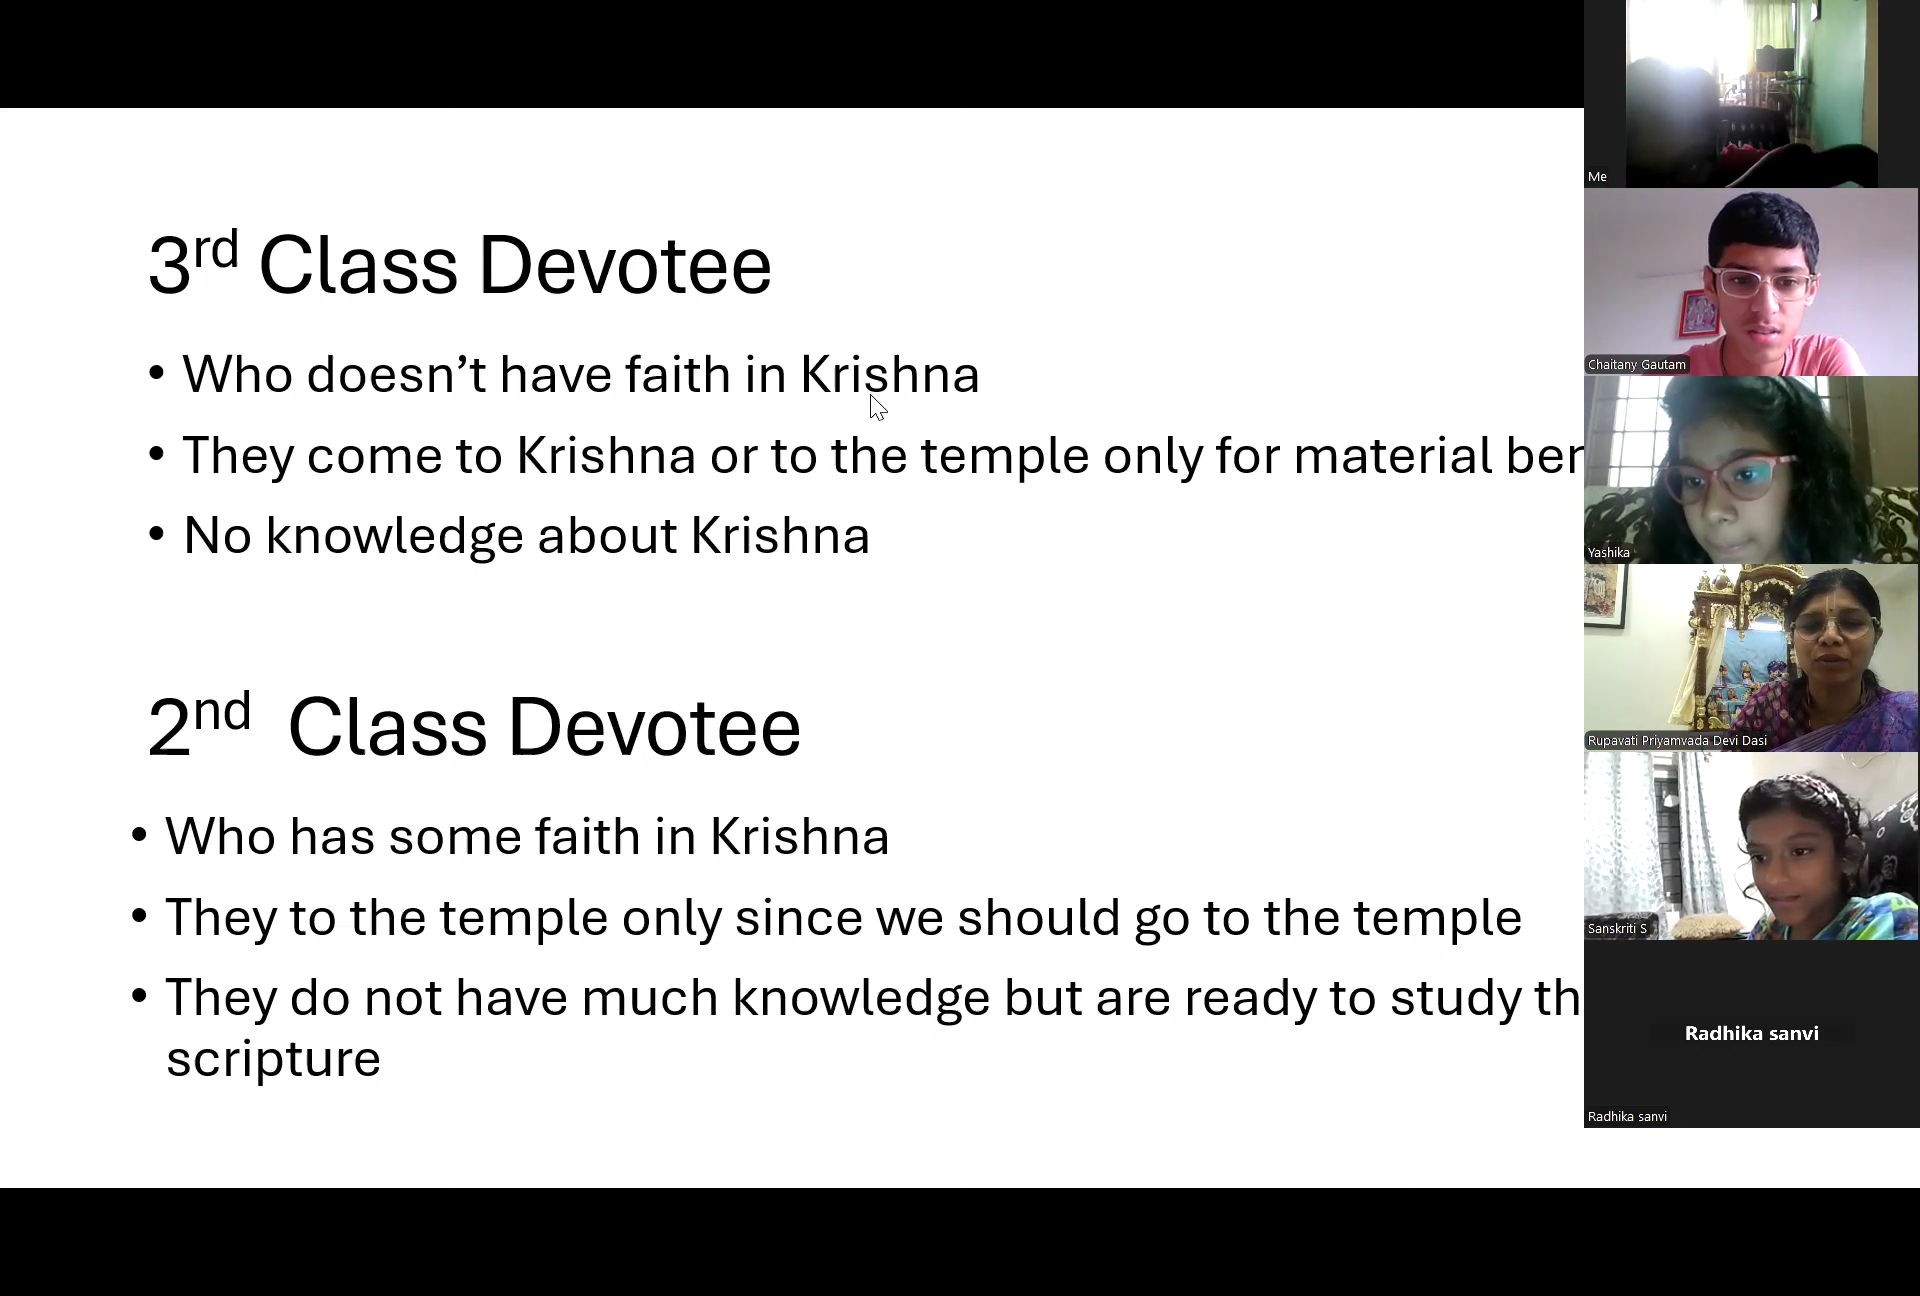 3rd Class Devotee
• Who doesn’t have faith in Krishna
• They come to Krishna or to the temple only for material
• No knowledge about Krishna
2nd Class Devotee
• Who has some faith in Krishna
• They to the temple only since we should go to the temple
• They do not have much knowledge but are ready to study
scripture
Me
Chaitany Gautam
Yashika
Rupavati Priyamvada Devi Dasi
Sanskriti S
Radhika sanvi
Radhika sanvi